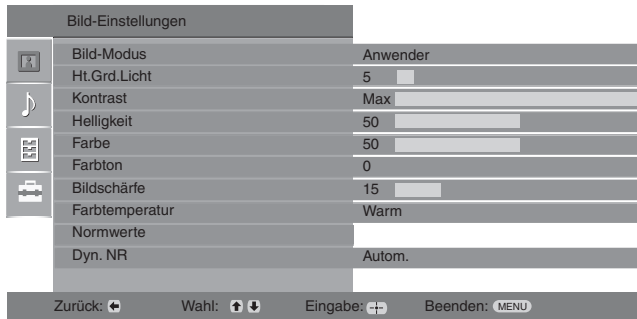 Bild-Einstellungen
Bild-Modus Anwender
Ht.Grd.Licht 5
Kontrast Max
Helligkeit 50
Farbe 50
Farbton 0
Bildschärfe 15
Farbtemperatur Warm
Normwerte
Dyn. NR Autom.
Zurück: Wahl: Eingabe: Beenden: MENU